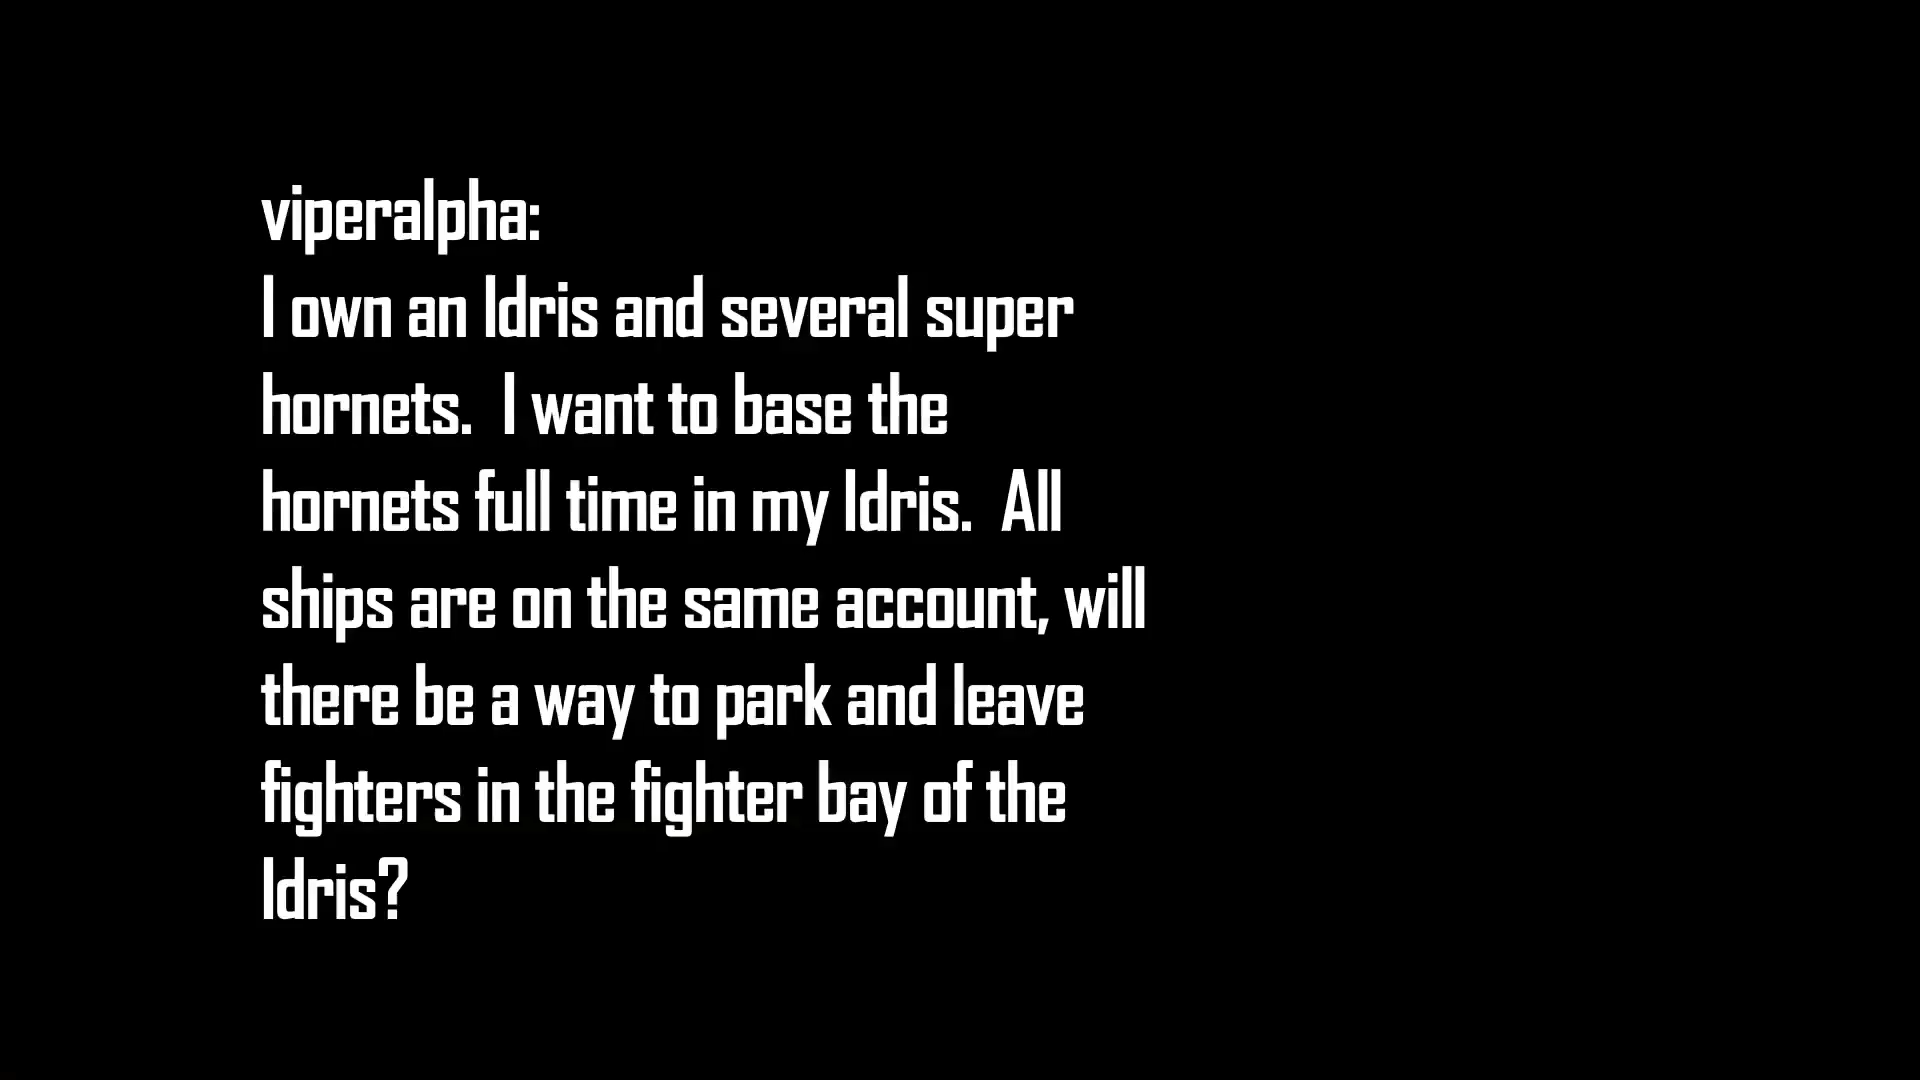 viperalpha:
I own an Idris and several super
hornets.  I want to base the
hornets full time in my Idris.  All
ships are on the same account, will
there be a way to park and leave
fighters in the fighter bay of the
Idris?